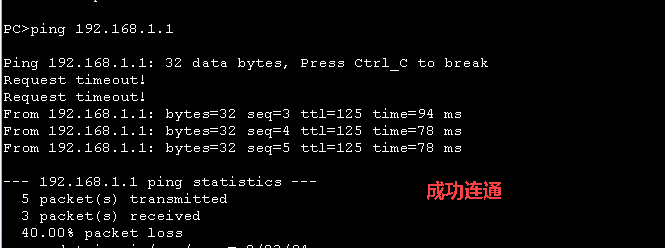 PC>ping 192.168.1.1
Ping 192.168.1.1: 32 data bytes, Press Ctrl_C to break
Request timeout!
Request timeout!
From 192.168.1.1: bytes=32 seq=3 ttl=125 time=94 ms
From 192.168.1.1: bytes=32 seq=4 ttl=125 time=78 ms
From 192.168.1.1: bytes=32 seq=5 ttl=125 time=78 ms
--- 192.168.1.1 ping statistics ---
5 packet(s) transmitted
成功连通
3 packet(s) received
40.00% packet loss